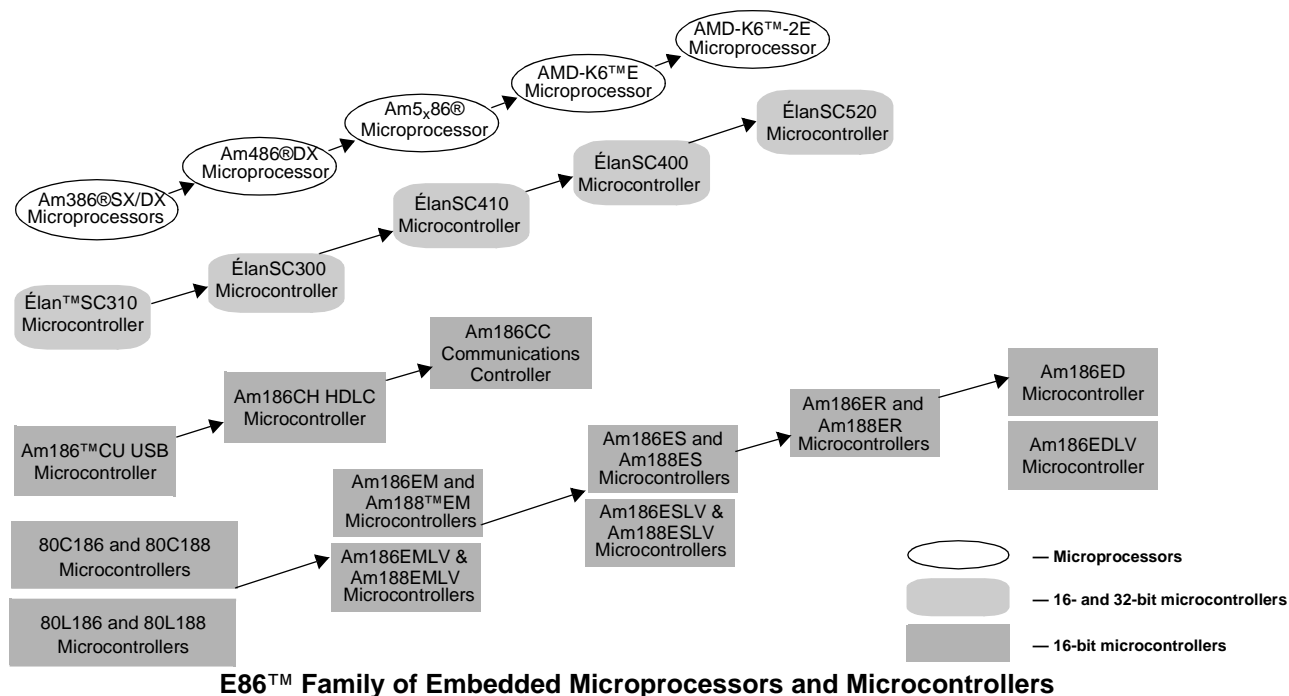 AMD-K6™-2E
Microprocessor
AMD-K6™E
Microprocessor
Am5x86®
Microprocessor
Am486®DX
Microprocessor
Am386®SX/DX
Microprocessors
ÉlanSC520
Microcontroller
ÉlanSC400
Microcontroller
ÉlanSC410
Microcontroller
ÉlanSC300
Microcontroller
Élan™SC310
Microcontroller
Am186CC
Communications
Controller
Am186CH HDLC
Microcontroller
Am186™CU USB
Microcontroller
Am186ED
Microcontroller
Am186EDLV
Microcontroller
Am186ER and
Am188ER
Microcontrollers
Am186ES and
Am188ES
Microcontrollers
Am186ESLV &
Am188ESLV
Microcontrollers
Am186EM and
Am188™EM
Microcontrollers
Am186EMLV &
Am188EMLV
Microcontrollers
80C186 and 80C188
Microcontrollers
80L186 and 80L188
Microcontrollers
— Microprocessors
— 16- and 32-bit microcontrollers
— 16-bit microcontrollers
E86™ Family of Embedded Microprocessors and Microcontrollers